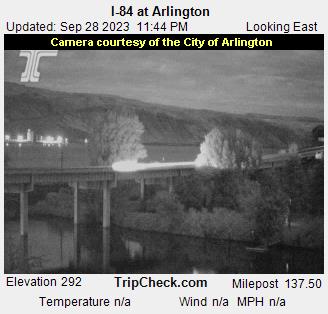 I-84 at Arlington
Updated: Sep 28 2023 11:44 PM Looking East
Camera courtesy of the City of Arlington
Elevation 292 TripCheck.com Milepost 137.50
Temperature n/a Wind n/a MPH n/a